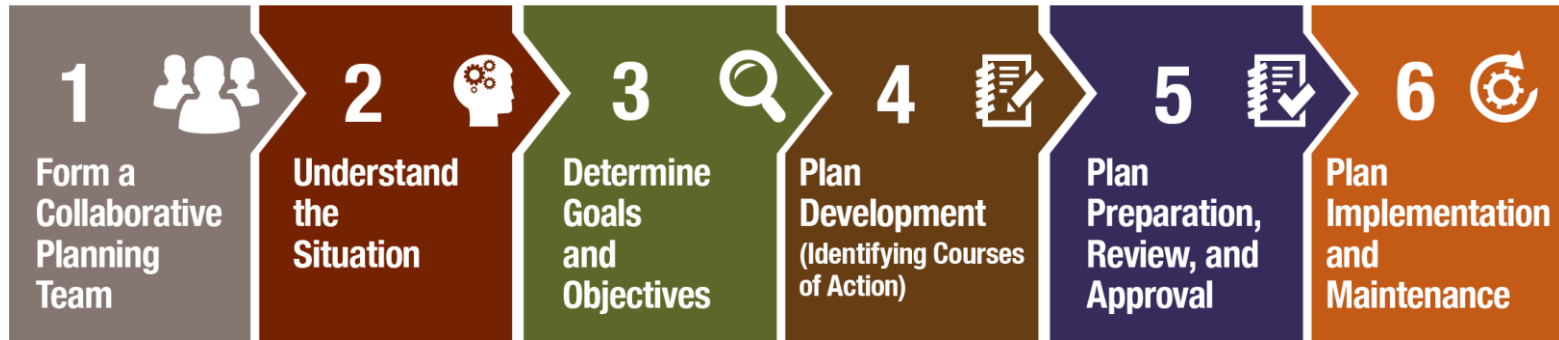 1
Form a
Collaborative
Planning
Team
2
Understand
the
Situation
3
Determine
Goals
and
Objectives
4
Plan
Development
(Identifying Courses
of Action)
5
Plan
Preparation,
Review, and
Approval
6
Plan
Implementation
and
Maintenance